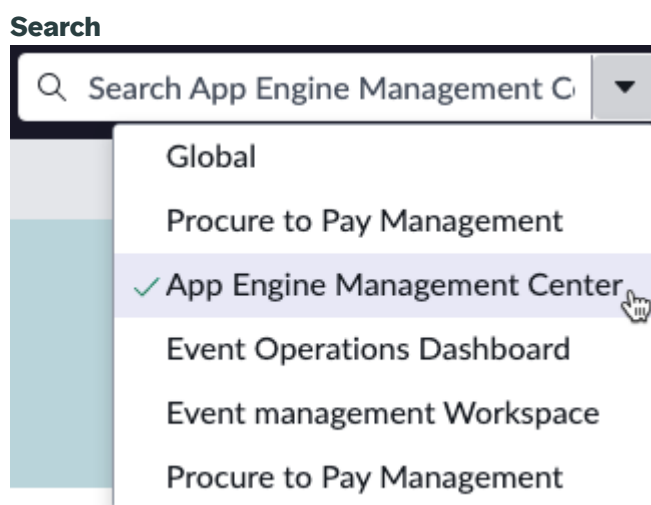 Search
Search App Engine Management C
Global
Procure to Pay Management
App Engine Management Center
Event Operations Dashboard
Event management Workspace
Procure to Pay Management